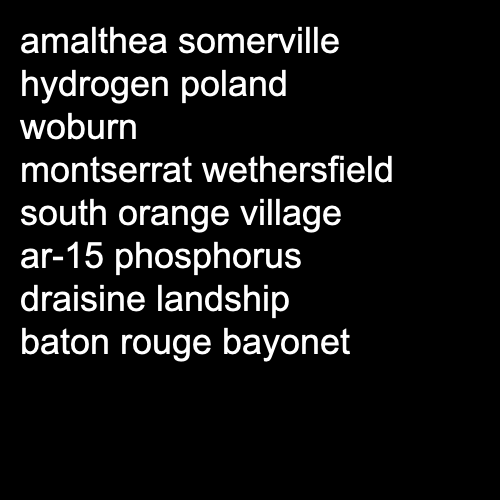 amalthea somerville
hydrogen poland
woburn
montserrat wethersfield
south orange village
ar-15 phosphorus
draisine landship
baton rouge bayonet